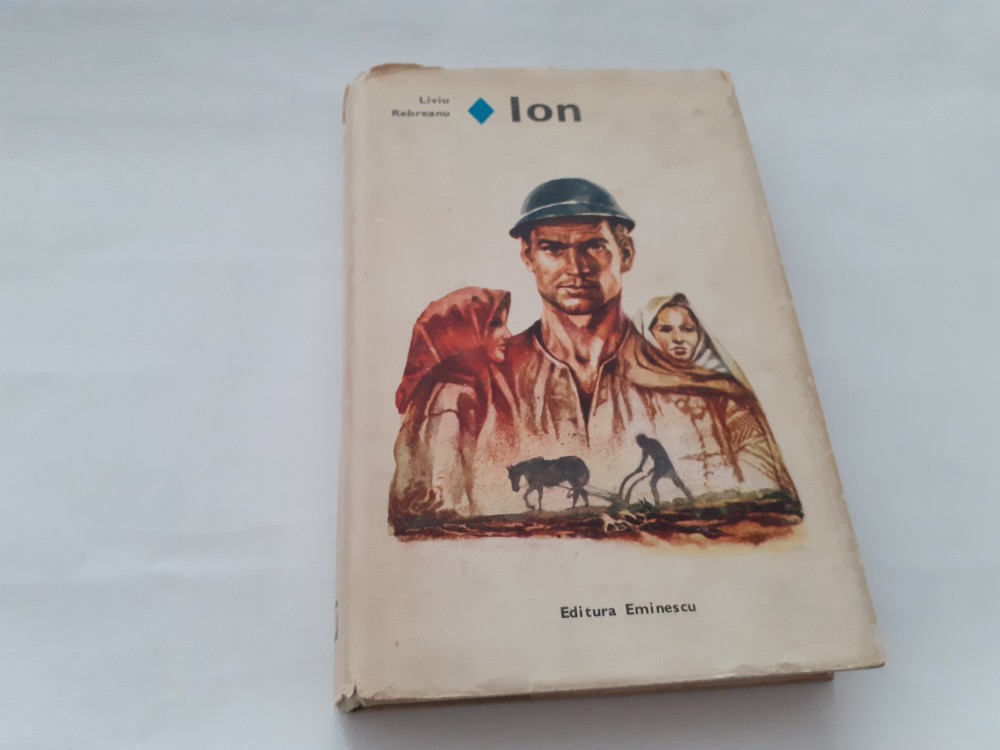 Liviu
Rebreanu
Ion
Editura Eminescu